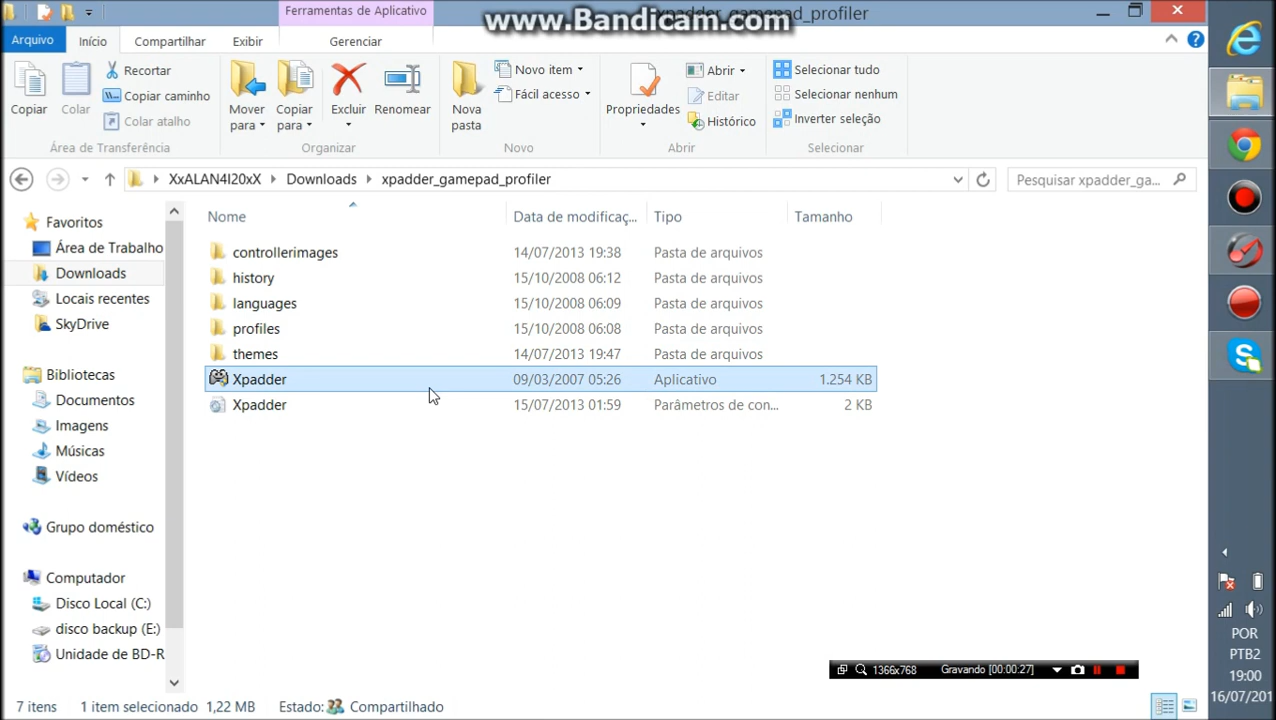 Ferramentas de Aplicativo
www.Bandicam.com
xpadder_gamepad_profiler
Arquivo Início Compartilhar Exibir Gerenciar
Copiar
Colar
Recortar
Copiar caminho
Colar atalho
Área de Transferência
Mover para
Copiar para
Excluir
Renomear
Organizar
Nova pasta
Novo item
Fácil acesso
Novo
Propriedades
Abrir
Editar
Histórico
Abrir
Selecionar tudo
Selecionar nenhum
Inverter seleção
Selecionar
XxALAN4I20xX Downloads xpadder_gamepad_profiler
Pesquisar xpadder_ga...
Favoritos
Área de Trabalho
Downloads
Locais recentes
SkyDrive
Bibliotecas
Documentos
Imagens
Músicas
Vídeos
Grupo doméstico
Computador
Disco Local (C:)
disco backup (E:)
Unidade de BD-R
Nome Data de modificaç... Tipo Tamanho
controllerimages 14/07/2013 19:38 Pasta de arquivos
history 15/10/2008 06:12 Pasta de arquivos
languages 15/10/2008 06:09 Pasta de arquivos
profiles 15/10/2008 06:08 Pasta de arquivos
themes 14/07/2013 19:47 Pasta de arquivos
Xpadder 09/03/2007 05:26 Aplicativo 1.254 KB
Xpadder 15/07/2013 01:59 Parâmetros de con... 2 KB
1366x768 Gravando [00:00:27]
7 itens 1 item selecionado 1,22 MB Estado: Compartilhado
POR
PTB2
19:00
16/07/201